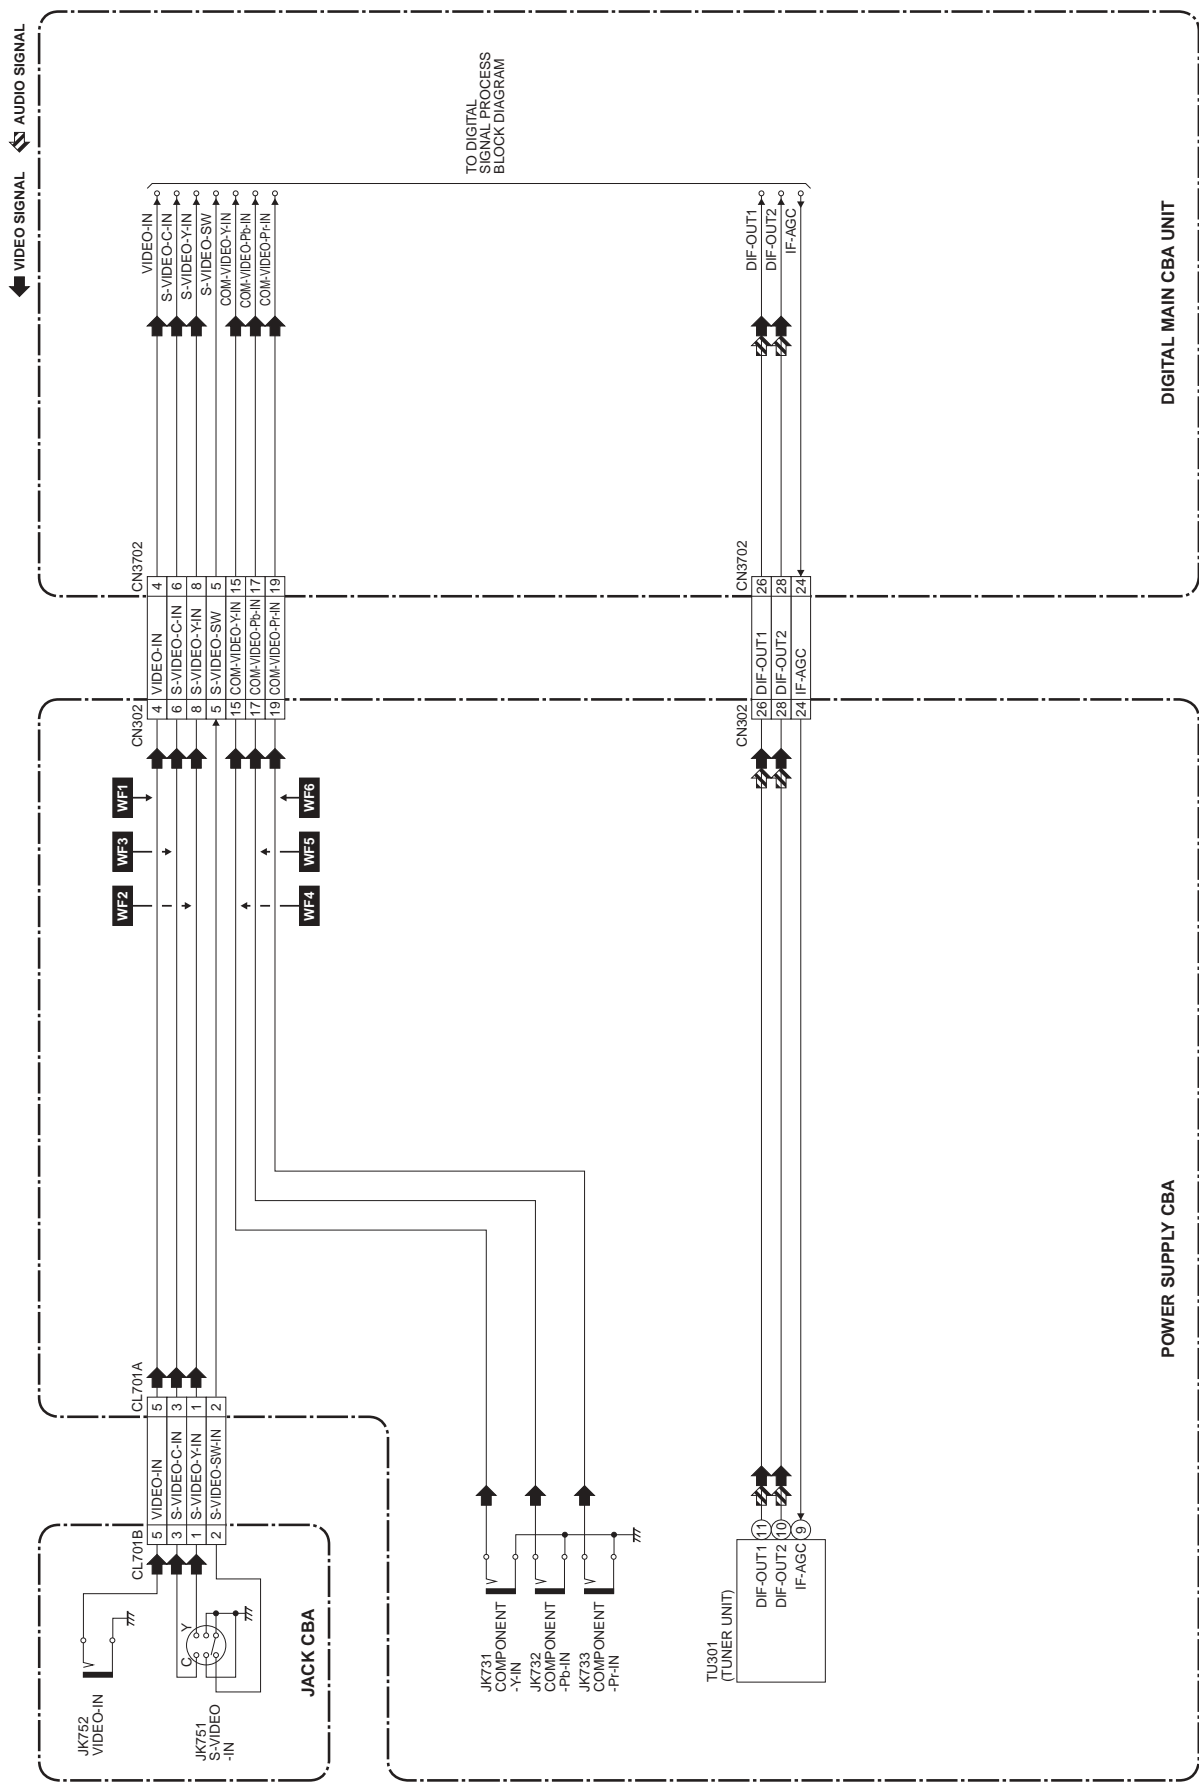 VIDEO SIGNAL
AUDIO SIGNAL
JK752
VIDEO-IN
JK751
S-VIDEO
-IN
C
Y
JACK CBA
CL701B
CL701A
5 VIDEO-IN 5
3 S-VIDEO-C-IN 3
1 S-VIDEO-Y-IN 1
2 S-VIDEO-SW-IN 2
WF2
WF3
WF1
WF4
WF5
WF6
CN302
CN3702
4 VIDEO-IN 4
6 S-VIDEO-C-IN 6
8 S-VIDEO-Y-IN 8
5 S-VIDEO-SW 5
15 COM-VIDEO-Y-IN 15
17 COM-VIDEO-Pb-IN 17
19 COM-VIDEO-Pr-IN 19
VIDEO-IN
S-VIDEO-C-IN
S-VIDEO-Y-IN
S-VIDEO-SW
COM-VIDEO-Y-IN
COM-VIDEO-Pb-IN
COM-VIDEO-Pr-IN
TO DIGITAL
SIGNAL PROCESS
BLOCK DIAGRAM
JK731
COMPONENT
-Y-IN
JK732
COMPONENT
-Pb-IN
JK733
COMPONENT
-Pr-IN
TU301
(TUNER UNIT)
DIF-OUT1 11
DIF-OUT2 10
IF-AGC 9
CN302
CN3702
26 DIF-OUT1 26
28 DIF-OUT2 28
24 IF-AGC 24
DIF-OUT1
DIF-OUT2
IF-AGC
POWER SUPPLY CBA
DIGITAL MAIN CBA UNIT